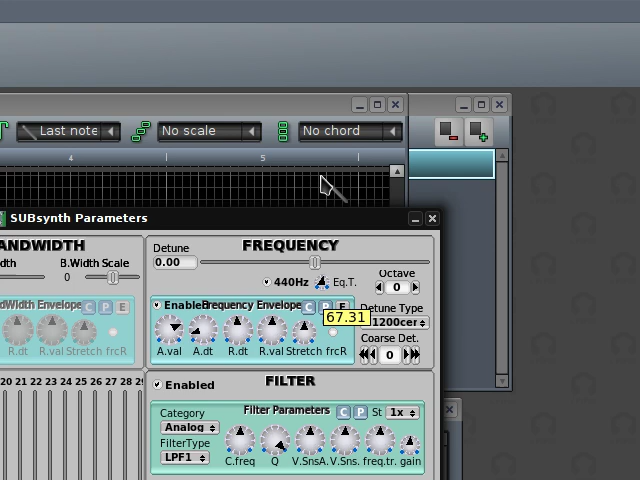 Last note
No scale
No chord
4
5
SUBsynth Parameters
ANDWIDTH
dth
B.Width Scale
0
dWidth Envelope
C P E
R.dt R.val Stretch frcR
20 21 22 23 24 25 26 27 28 29
FREQUENCY
Detune
0.00
440Hz
Eq.T.
Octave
0
Enable
Frequency Envelope
C P E
67.31
A.val A.dt R.dt R.val Stretch frcR
Detune Type
1200cer
Coarse Det.
0
Enabled
FILTER
Category
Analog
FilterType
LPF1
Filter Parameters
C P
St
1x
C.freq Q V.SnsA. V.Sns. freq.tr. gain